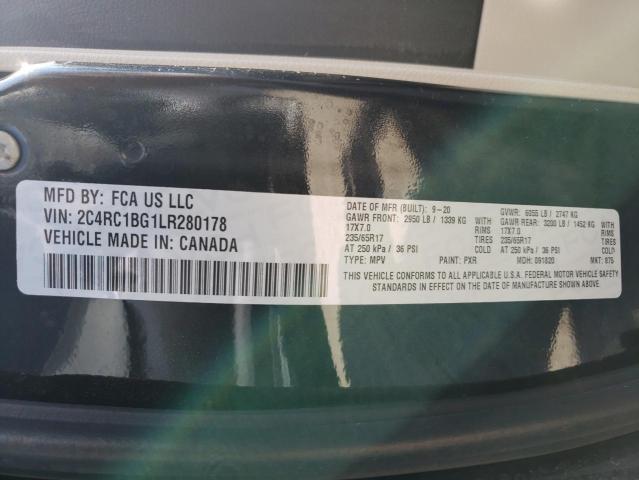 MFD BY: FCA US LLC
VIN: 2C4RC1BG1LR280178
VEHICLE MADE IN: CANADA
DATE OF MFR (BUILT): 9-20 GVWR: 6055 LB / 2747 KG
GAWR FRONT: 2950 LB / 1339 KG WITH GAWR REAR: 3200 LB / 1452 KG WITH
17X7.0 RIMS 17X7.0 RIMS
235/65R17 TIRES 235/65R17 TIRES
AT 250 kPa / 36 PSI COLD AT 250 kPa / 36 PSI COLD
TYPE: MPV PAINT: PXR MDH: 091820 MKT: 875
THIS VEHICLE CONFORMS TO ALL APPLICABLE U.S.A. FEDERAL MOTOR VEHICLE SAFETY
STANDARDS IN EFFECT ON THE DATE OF MANUFACTURE SHOWN ABOVE.